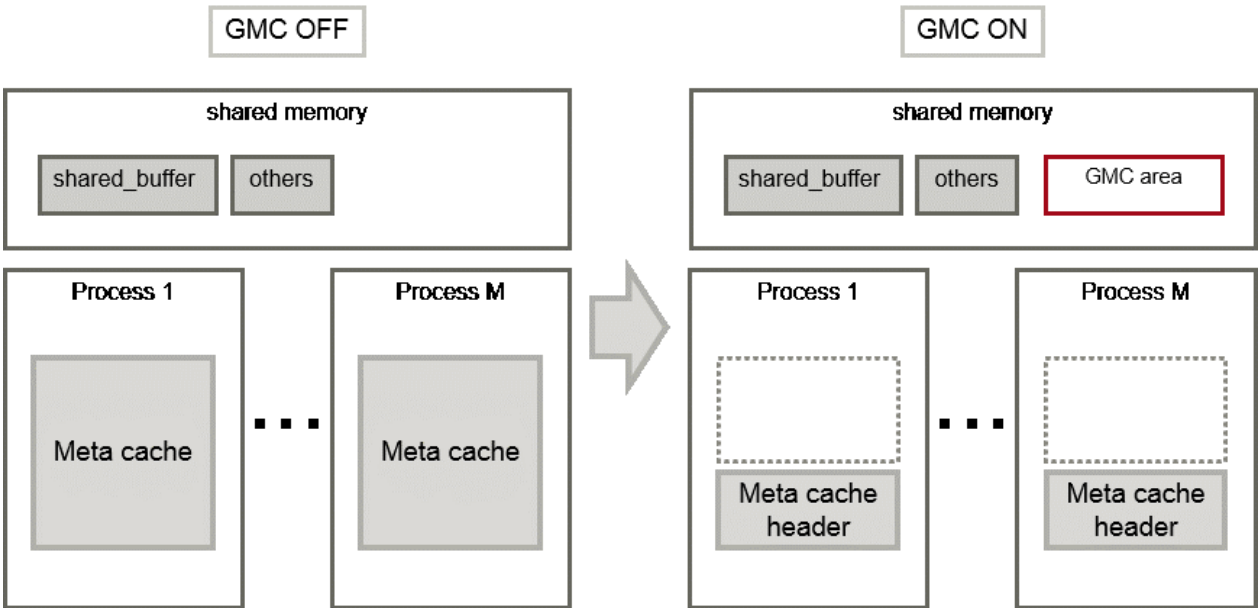 GMC OFF
shared memory
shared_buffer
others
Process 1
Process M
Meta cache
Meta cache
GMC ON
shared memory
shared_buffer
others
GMC area
Process 1
Process M
Meta cache
header
Meta cache
header